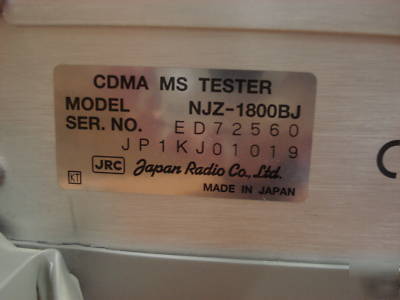 CDMA MS TESTER
MODEL NJZ-1800BJ
SER. NO. ED72560
JP1KJ01019
JRC Japan Radio Co., Ltd.
KT MADE IN JAPAN